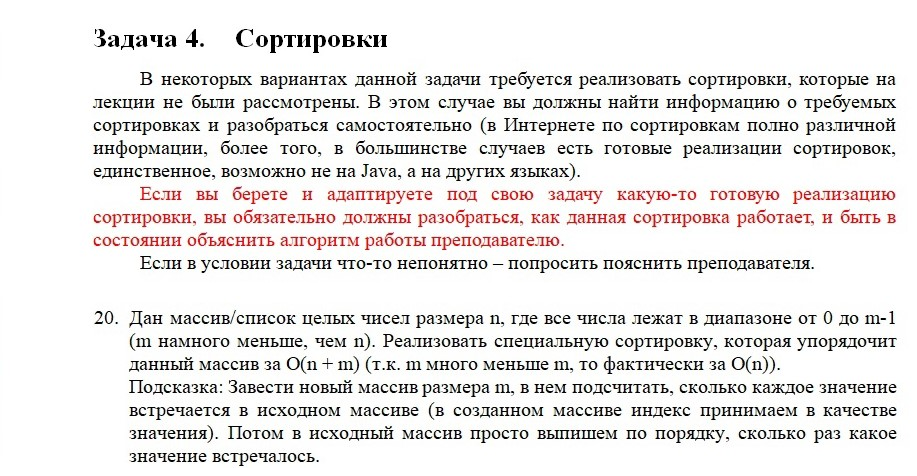 Задача 4. Сортировки
В некоторых вариантах данной задачи требуется реализовать сортировки, которые на
лекции не были рассмотрены. В этом случае вы должны найти информацию о требуемых
сортировках и разобраться самостоятельно (в Интернете по сортировкам полно различной
информации, более того, в большинстве случаев есть готовые реализации сортировок,
единственное, возможно не на Java, а на других языках).
Если вы берете и адаптируете под свою задачу какую-то готовую реализацию
сортировки, вы обязательно должны разобраться, как данная сортировка работает, и быть в
состоянии объяснить алгоритм работы преподавателю.
Если в условии задачи что-то непонятно – попросить пояснить преподавателя.
20. Дан массив/список целых чисел размера n, где все числа лежат в диапазоне от 0 до m-1
(m намного меньше, чем n). Реализовать специальную сортировку, которая упорядочит
данный массив за O(n + m) (т.к. m много меньше m, то фактически за O(n)).
Подсказка: Завести новый массив размера m, в нем подсчитать, сколько каждое значение
встречается в исходном массиве (в созданном массиве индекс принимаем в качестве
значения). Потом в исходный массив просто выпишем по порядку, сколько раз какое
значение встречалось.